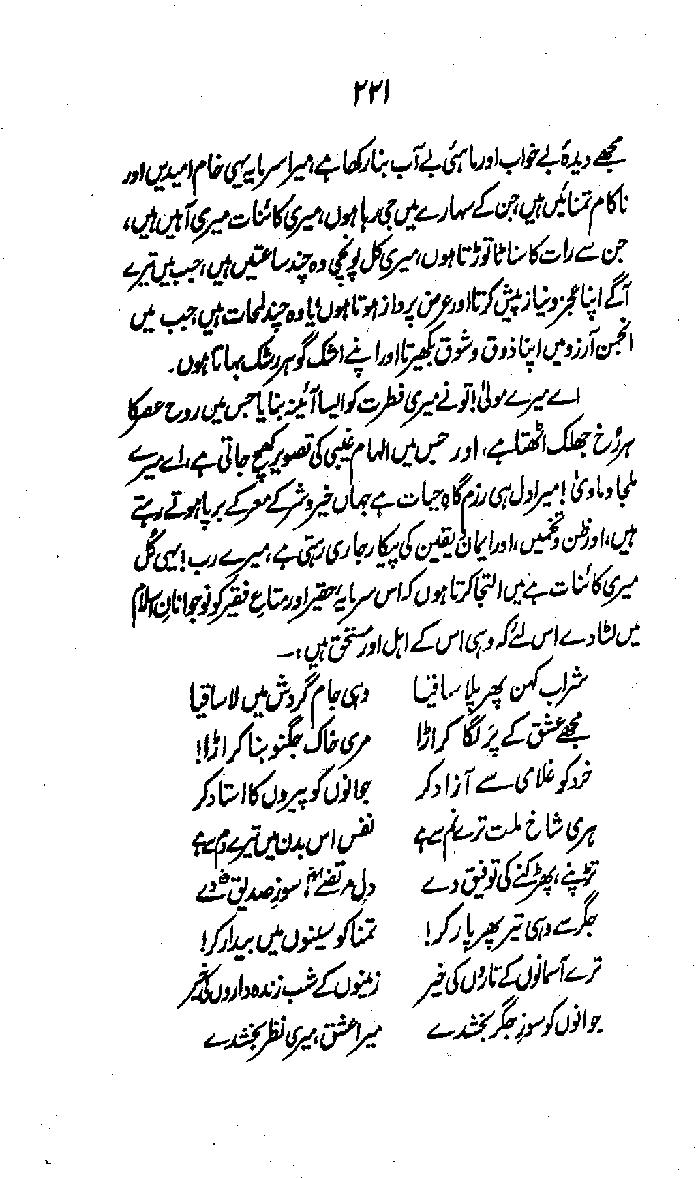 ۲۲۱
مجھے دیدۂ بے خواب اور ماہئ بے آب بنا رکھا ہے، میرا سرمایہ یہی خام امیدیں اور
ناکام تمنائیں ہیں، جن کے سہارے میں جی رہا ہوں، میری کائنات میری آہیں ہیں،
جن سے رات کا سناٹا توڑتا ہوں، میری کل پونجی وہ چند ساعتیں ہیں، جب میں تیرے
آگے اپنا عجز و نیاز پیش کرتا اور عرض پرداز ہوتا ہوں، یا وہ چند لمحات ہیں، جب میں
انجمن آرزو میں اپنا ذوق و شوق بکھیرتا اور اپنے اشک گوہر رشک بہاتا ہوں۔
اے میرے مولیٰ! تو نے میری فطرت کو ایسا آئینہ بنایا جس میں روح عصر کا
ہر رخ جھلک اٹھتا ہے، اور جس میں الہام غیبی کی تصویر کھچ جاتی ہے، اے میرے
ملجا و ماویٰ! میرا دل ہی رزم گاہ حیات ہے جہاں خیر و شر کے معرکے برپا ہوتے رہتے
ہیں، اور ظن و تخمیں، اور ایمان و یقین کی پیکار جاری رہتی ہے، میرے رب! یہی کل
میری کائنات ہے میں التجا کرتا ہوں کہ اس سرمایۂ حقیر اور متاع فقیر کو نوجوانان اسلام
میں لٹا دے اس لئے کہ وہی اس کے اہل اور مستحق ہیں:۔
شراب کہن پھر پلا ساقیا وہی جام گردش میں لا ساقیا
مجھے عشق کے پر لگا کر اڑا مری خاک جگنو بنا کر اڑا!
خرد کو غلامی سے آزاد کر جوانوں کو پیروں کا استاد کر
ہری شاخ ملت ترے نم سے ہے نفس اس بدن میں تیرے دم سے ہے
تڑپنے، پھڑکنے کی توفیق دے دل مرتضےٰؓ سوز صدیقؓ دے
جگر سے وہی تیر پھر پار کر! تمنا کو سینوں میں بیدار کر!
ترے آسمانوں کے تاروں کی خیر زمینوں کے شب زندہ داروں کی خیر
جوانوں کو سوز جگر بخشدے میرا عشق، میری نظر بخشدے